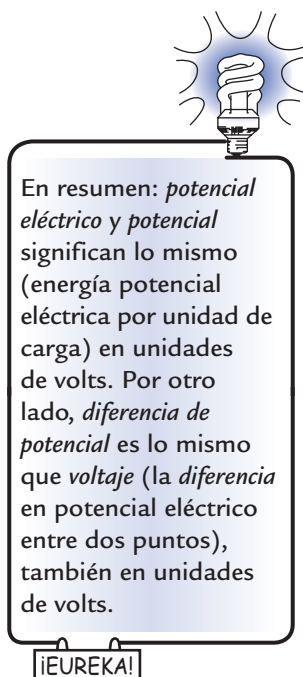 En resumen: potencial
eléctrico y potencial
significan lo mismo
(energía potencial
eléctrica por unidad de
carga) en unidades
de volts. Por otro
lado, diferencia de
potencial es lo mismo
que voltaje (la diferencia
en potencial eléctrico
entre dos puntos),
también en unidades
de volts.
¡EUREKA!